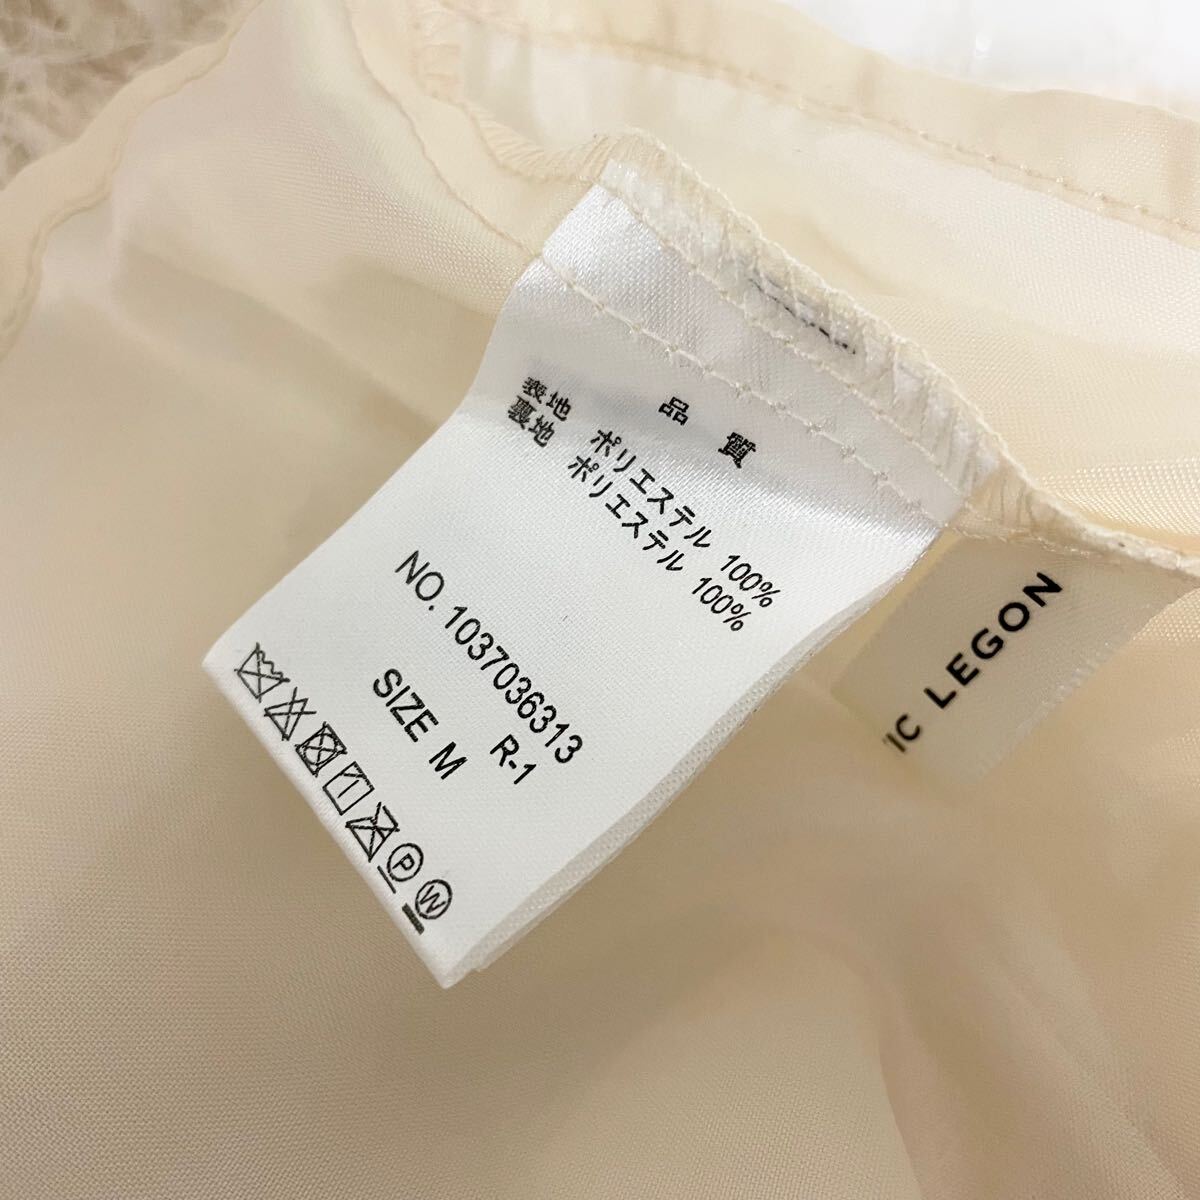 品 質
表地 ポリエステル 100%
裏地 ポリエステル 100%
NO. 1037036313
R-1
SIZE M
P
W
IC LEGON